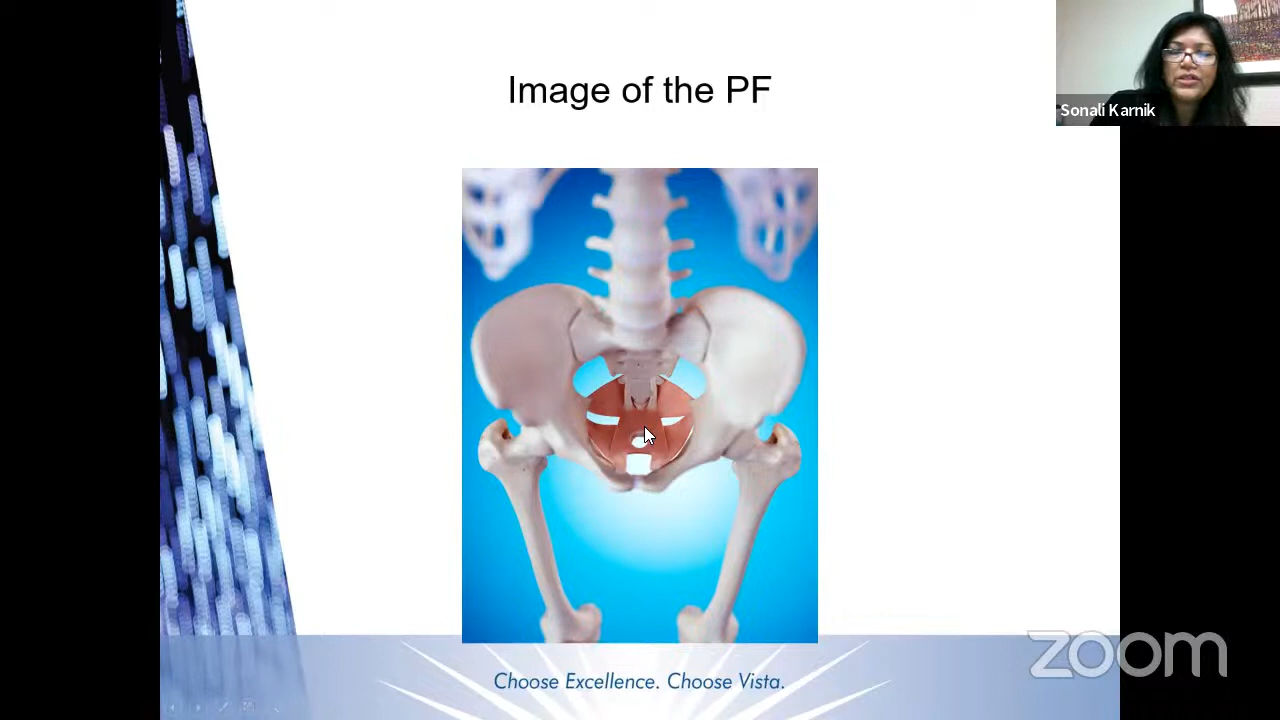 Image of the PF
Sonali Karnik
zoom
Choose Excellence. Choose Vista.